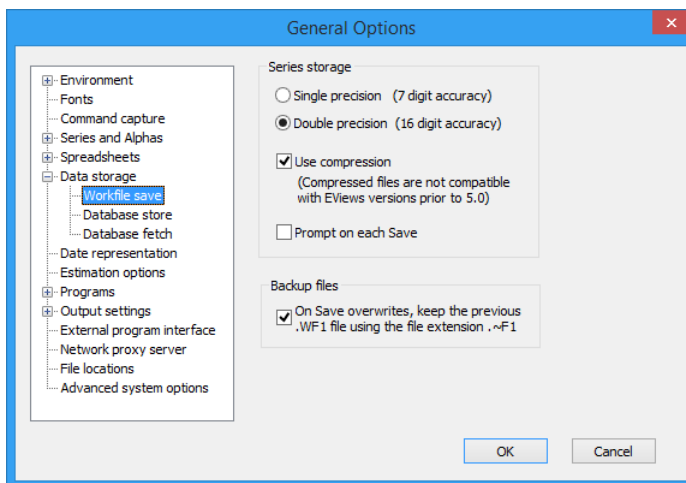 General Options
Environment
Fonts
Command capture
Series and Alphas
Spreadsheets
Data storage
Workfile save
Database store
Database fetch
Date representation
Estimation options
Programs
Output settings
External program interface
Network proxy server
File locations
Advanced system options
Series storage
Single precision (7 digit accuracy)
Double precision (16 digit accuracy)
Use compression
(Compressed files are not compatible
with EViews versions prior to 5.0)
Prompt on each Save
Backup files
On Save overwrites, keep the previous
.WF1 file using the file extension .~F1
OK
Cancel